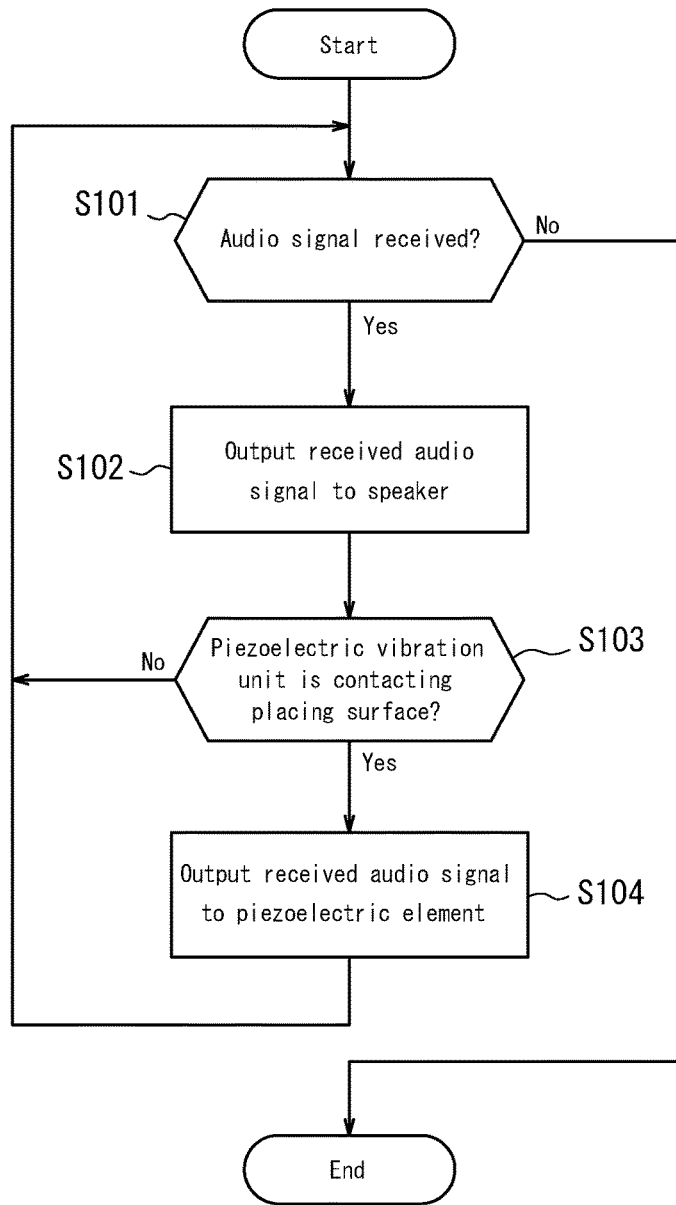 Start
S101
Audio signal received?
No
Yes
S102
Output received audio
signal to speaker
S103
No
Piezoelectric vibration
unit is contacting
placing surface?
Yes
Output received audio signal
to piezoelectric element
S104
End